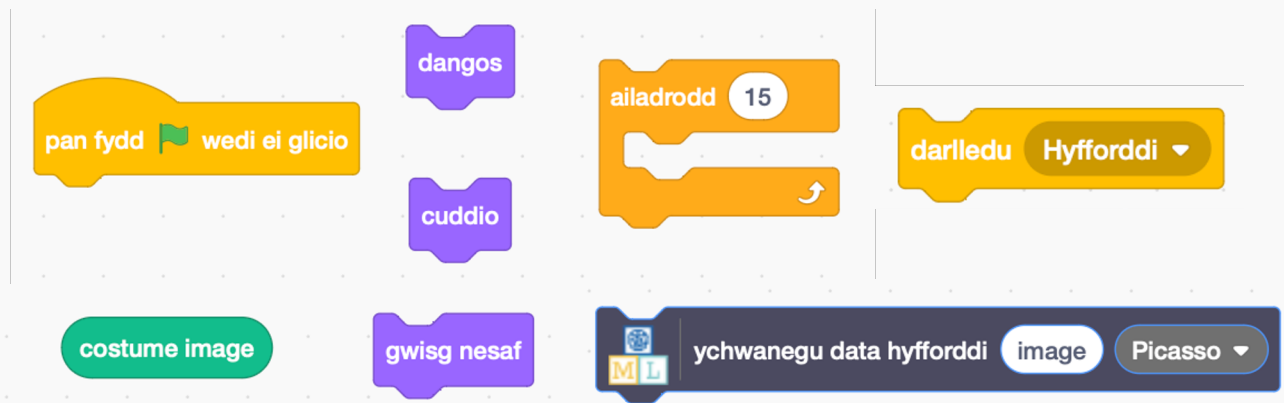 dangos
ailadrodd 15
pan fydd wedi ei glicio
darlledu Hyfforddi
cuddio
costume image
gwisg nesaf
M L ychwanegu data hyfforddi image Picasso